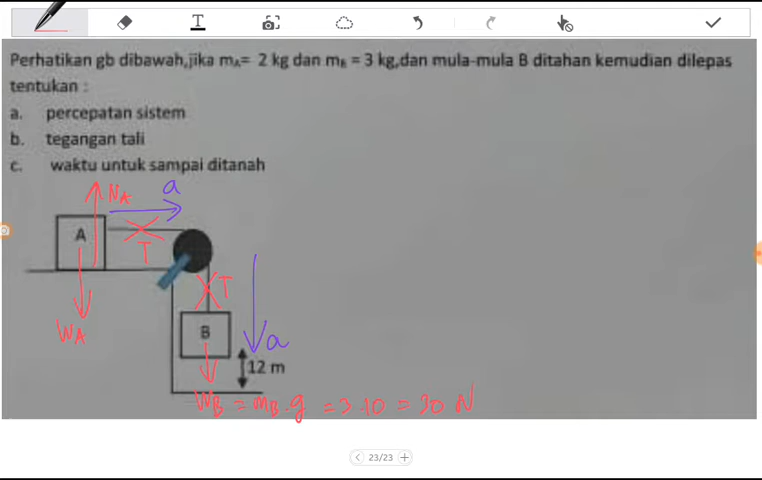 T
Perhatikan gb dibawah,jika mA= 2 kg dan mB = 3 kg,dan mula-mula B ditahan kemudian dilepas
tentukan :
a. percepatan sistem
b. tegangan tali
c. waktu untuk sampai ditanah
NA
a
A
T
T
WA
B
a
12 m
WB = mB.g = 3.10 = 30 N
23/23